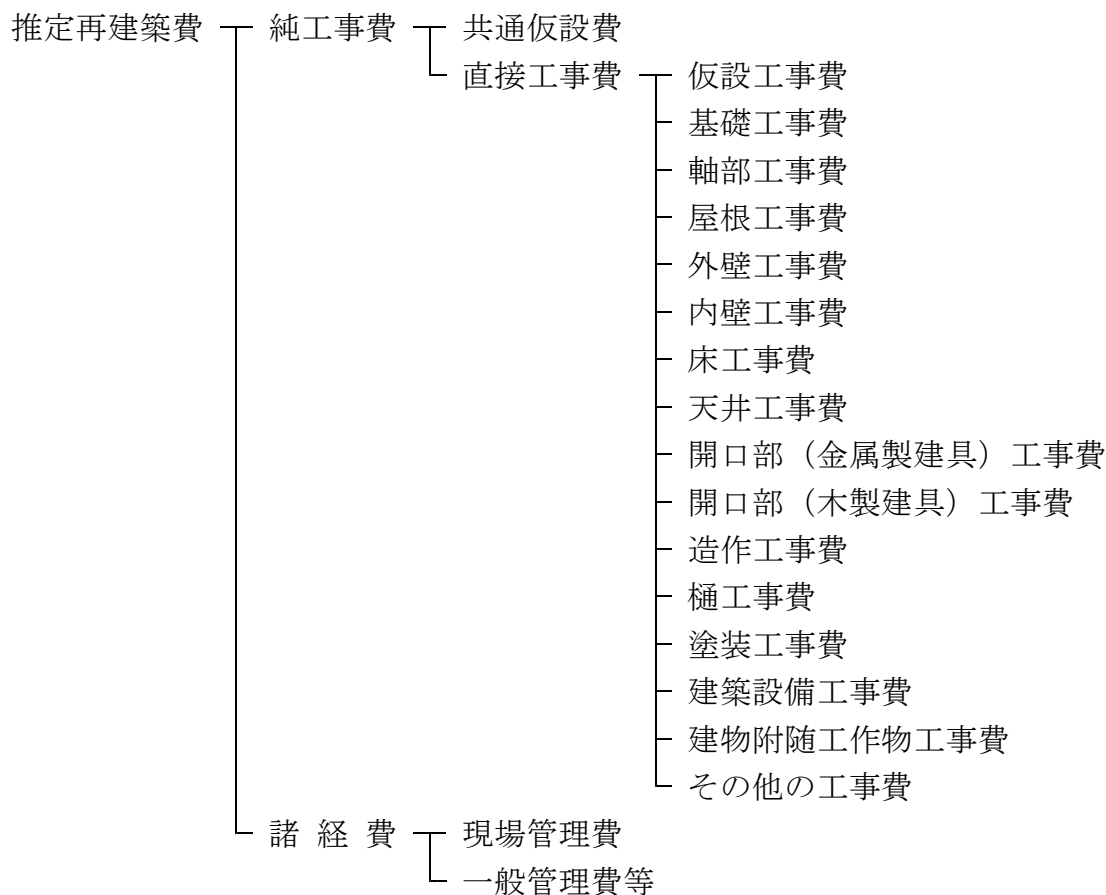 推定再建築費 純工事費 共通仮設費
直接工事費 仮設工事費
基礎工事費
軸部工事費
屋根工事費
外壁工事費
内壁工事費
床工事費
天井工事費
開口部（金属製建具）工事費
開口部（木製建具）工事費
造作工事費
樋工事費
塗装工事費
建築設備工事費
建物附随工作物工事費
その他の工事費
諸 経 費 現場管理費
一般管理費等